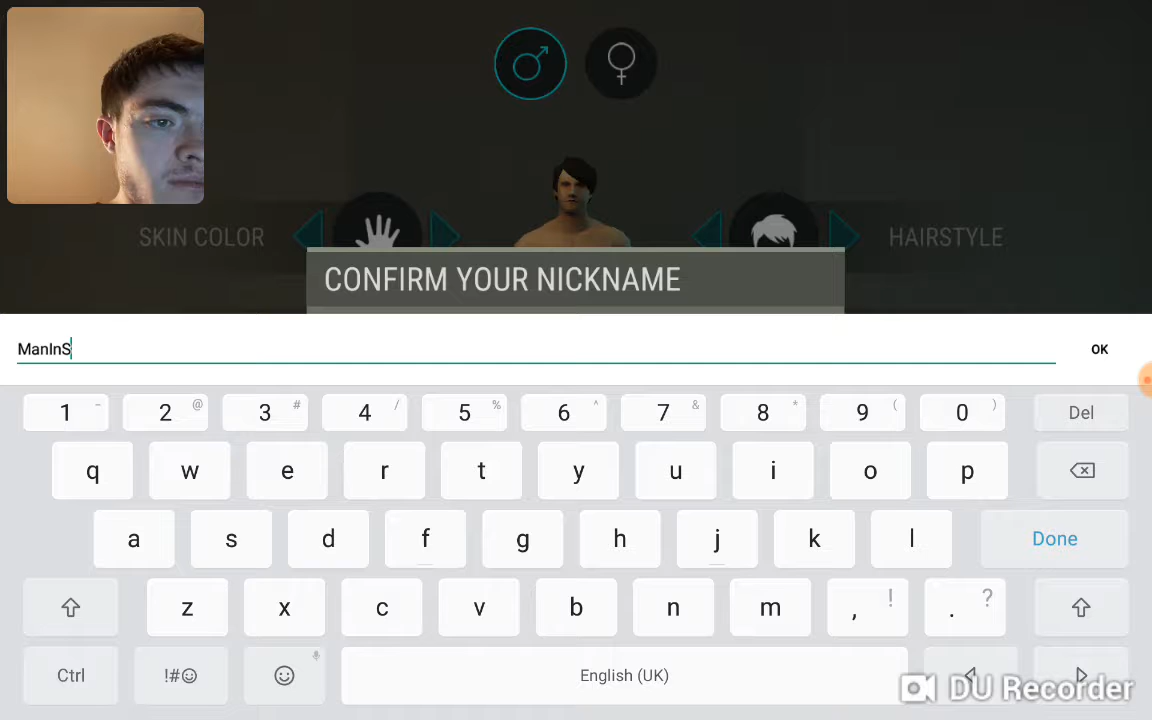 SKIN COLOR
HAIRSTYLE
CONFIRM YOUR NICKNAME
ManInS
OK
1 - 2 @ 3 # 4 / 5 % 6 ^ 7 & 8 * 9 ( 0 ) Del
q w e r t y u i o p
a s d f g h j k l Done
z x c v b n m , ! . ?
Ctrl !#☺ English (UK)
DU Recorder